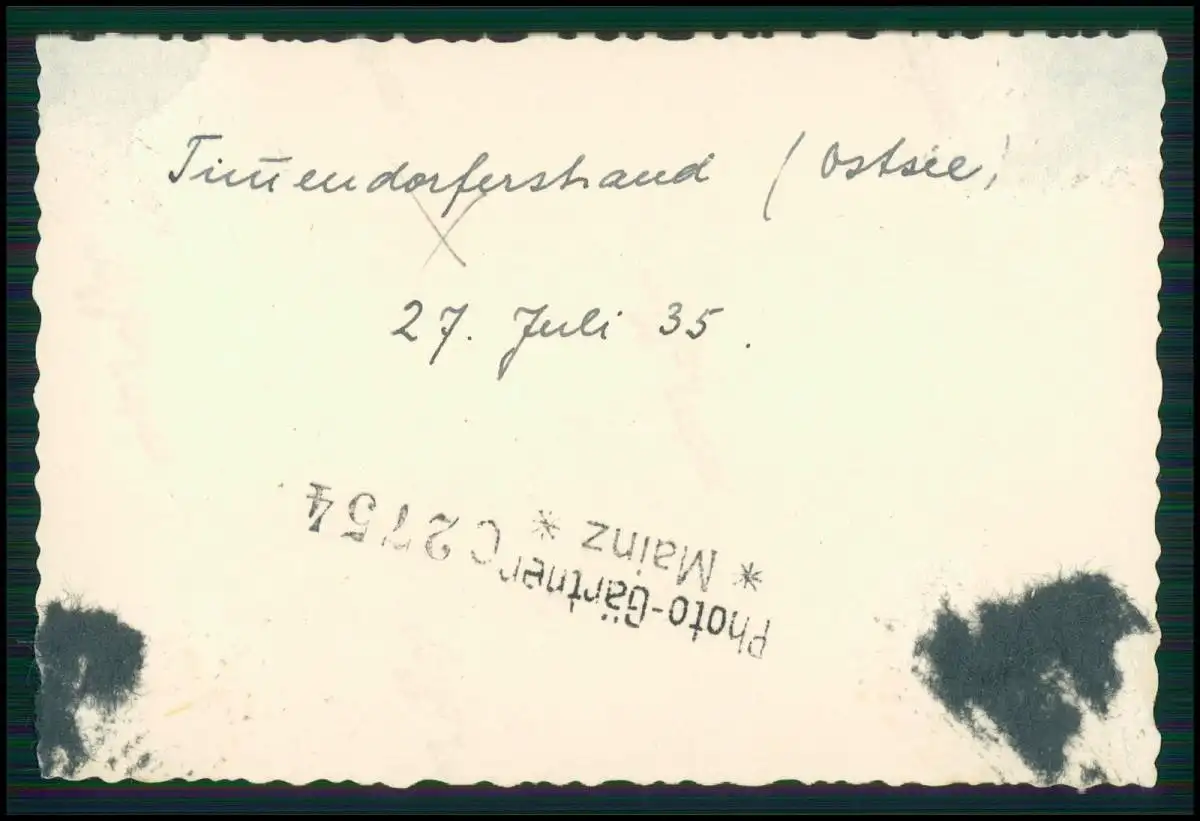 Timmendorferstrand (Ostsee)
27. Juli 35.
Photo-Gärtner
* Mainz * C 2754